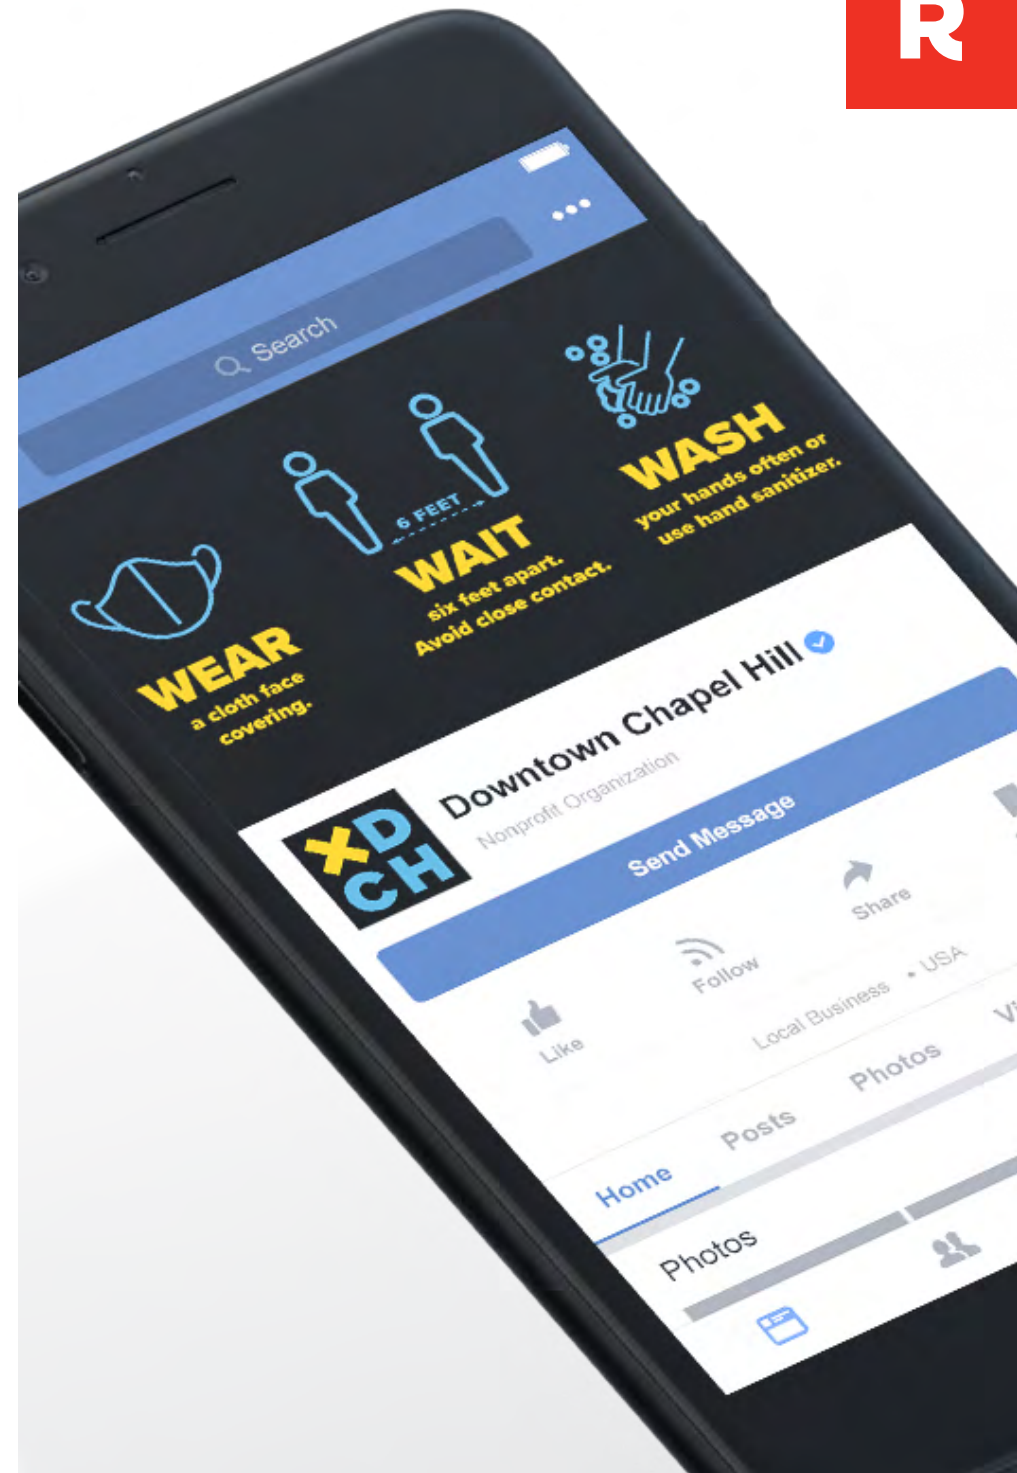 R
Search
6 FEET
WEAR
a cloth face
covering.
WAIT
six feet apart.
Avoid close contact.
WASH
your hands often or
use hand sanitizer.
XD
CH
Downtown Chapel Hill
Nonprofit Organization
Send Message
Like
Follow
Share
Local Business • USA
Home
Posts
Photos
Photos